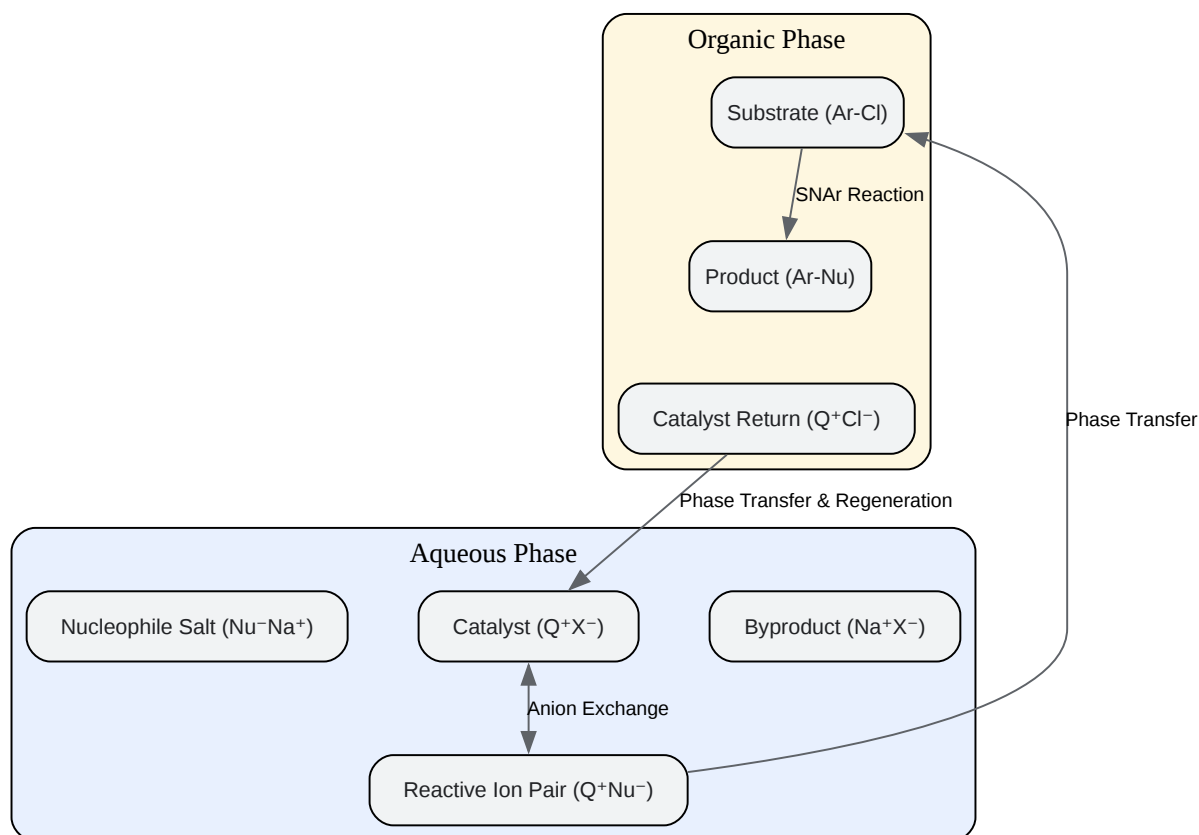 Organic Phase
Substrate (Ar-Cl)
SNAr Reaction
Product (Ar-Nu)
Catalyst Return (Q⁺Cl⁻)
Phase Transfer
Phase Transfer & Regeneration
Aqueous Phase
Nucleophile Salt (Nu⁻Na⁺)
Catalyst (Q⁺X⁻)
Byproduct (Na⁺X⁻)
Anion Exchange
Reactive Ion Pair (Q⁺Nu⁻)